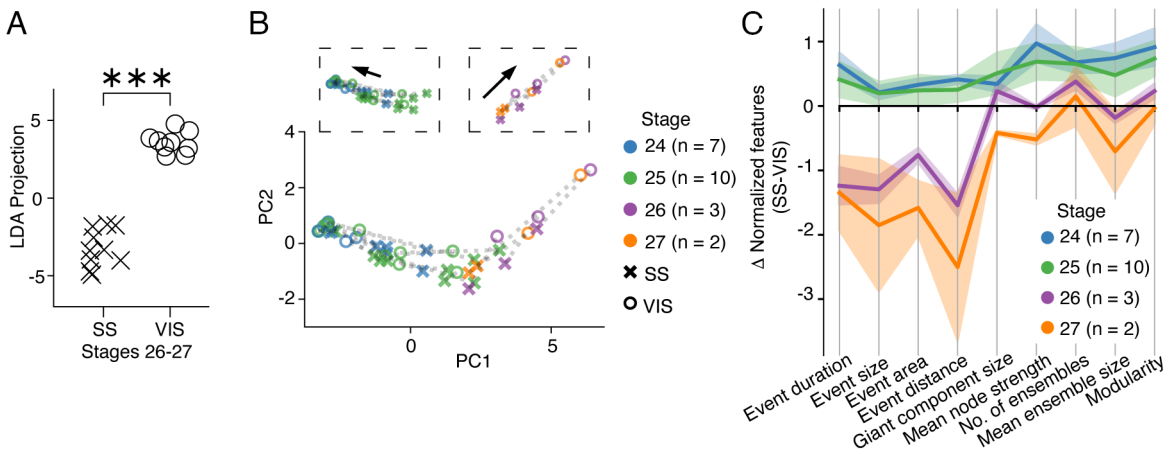 A
***
LDA Projection
5
0
-5
SS
VIS
Stages 26-27
B
PC2
4
2
0
-2
0
5
PC1
Stage
24 (n = 7)
25 (n = 10)
26 (n = 3)
27 (n = 2)
SS
VIS
C
Δ Normalized features
(SS-VIS)
1
0
-1
-2
-3
Stage
24 (n = 7)
25 (n = 10)
26 (n = 3)
27 (n = 2)
Event duration
Event size
Event area
Event distance
Giant component size
Mean node strength
No. of ensembles
Mean ensemble size
Modularity